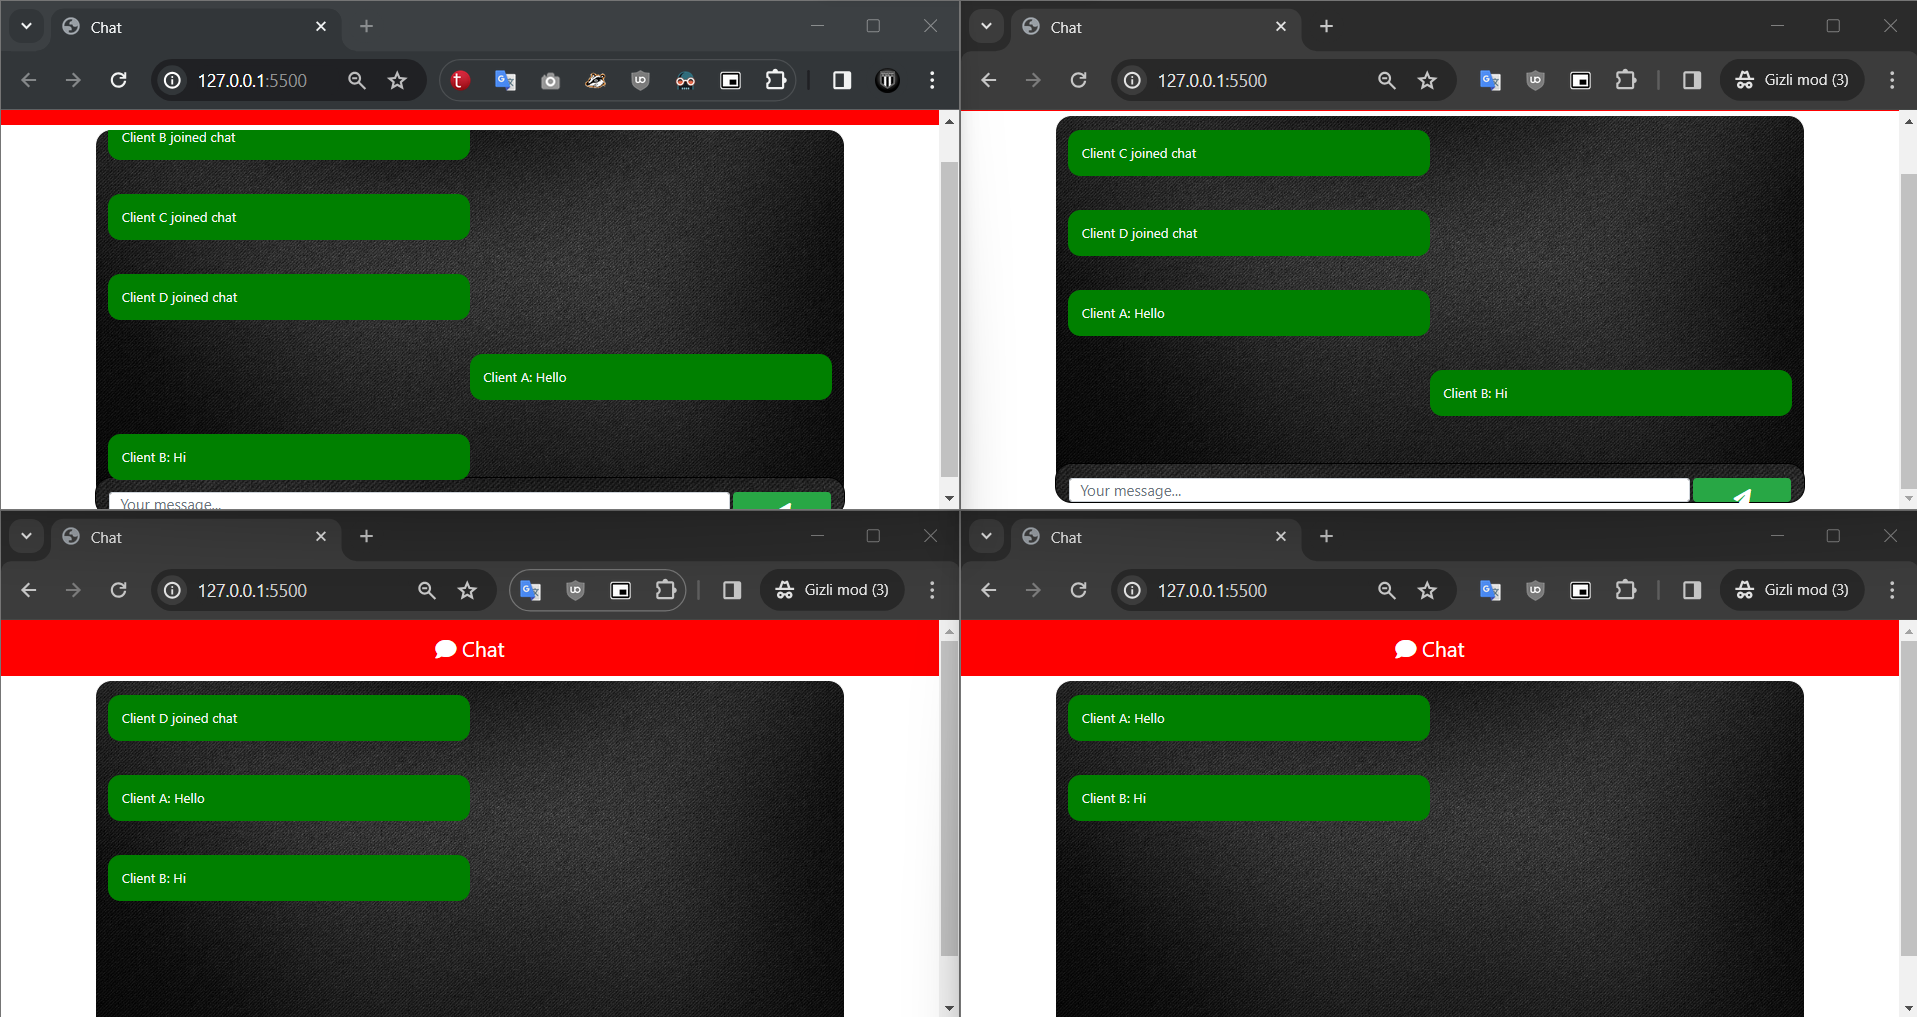 Chat
127.0.0.1:5500
Client B joined chat
Client C joined chat
Client D joined chat
Client A: Hello
Client B: Hi
Your message...
Chat
127.0.0.1:5500
Gizli mod (3)
Client C joined chat
Client D joined chat
Client A: Hello
Client B: Hi
Your message...
Chat
127.0.0.1:5500
Gizli mod (3)
Chat
Client D joined chat
Client A: Hello
Client B: Hi
Chat
127.0.0.1:5500
Gizli mod (3)
Chat
Client A: Hello
Client B: Hi